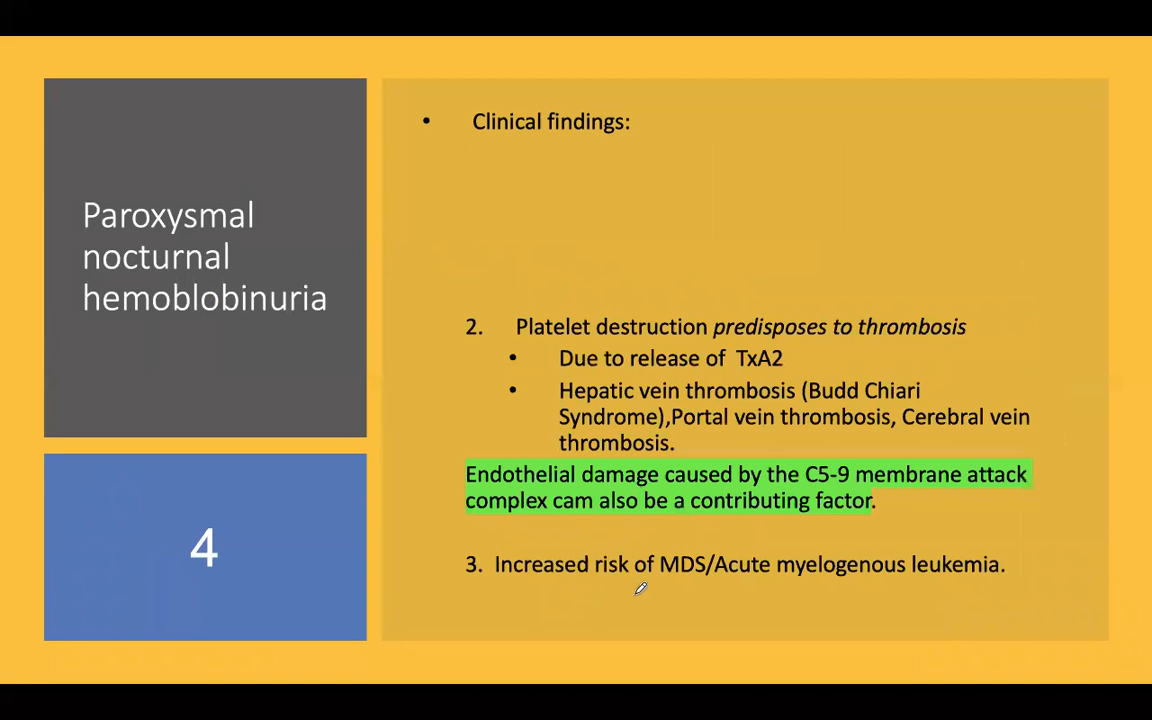 Paroxysmal
nocturnal
hemoblobinuria
4
• Clinical findings:
2. Platelet destruction predisposes to thrombosis
• Due to release of TxA2
• Hepatic vein thrombosis (Budd Chiari
Syndrome),Portal vein thrombosis, Cerebral vein
thrombosis.
Endothelial damage caused by the C5-9 membrane attack
complex cam also be a contributing factor.
3. Increased risk of MDS/Acute myelogenous leukemia.